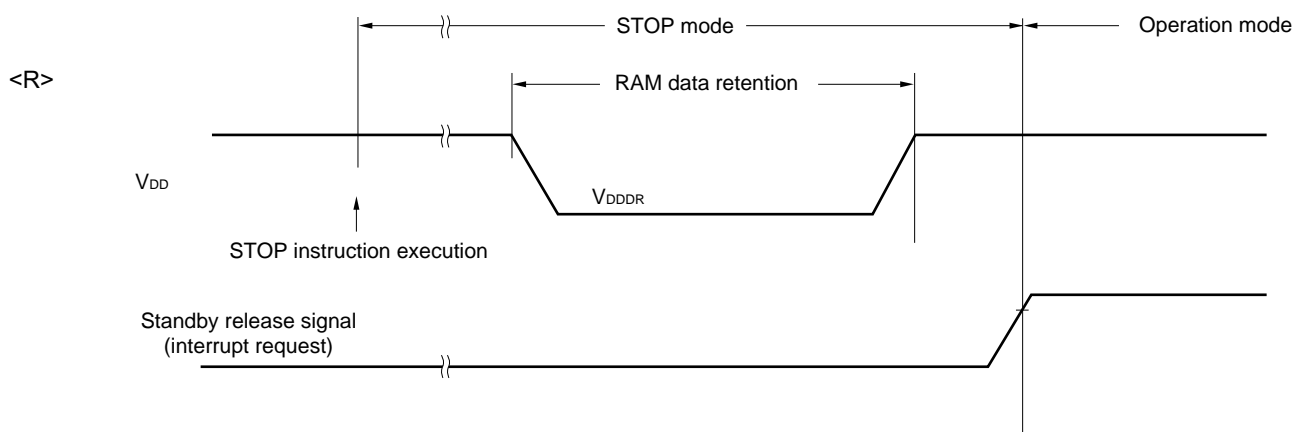 STOP mode
Operation mode
<R>
RAM data retention
VDD
VDDDR
STOP instruction execution
Standby release signal
(interrupt request)